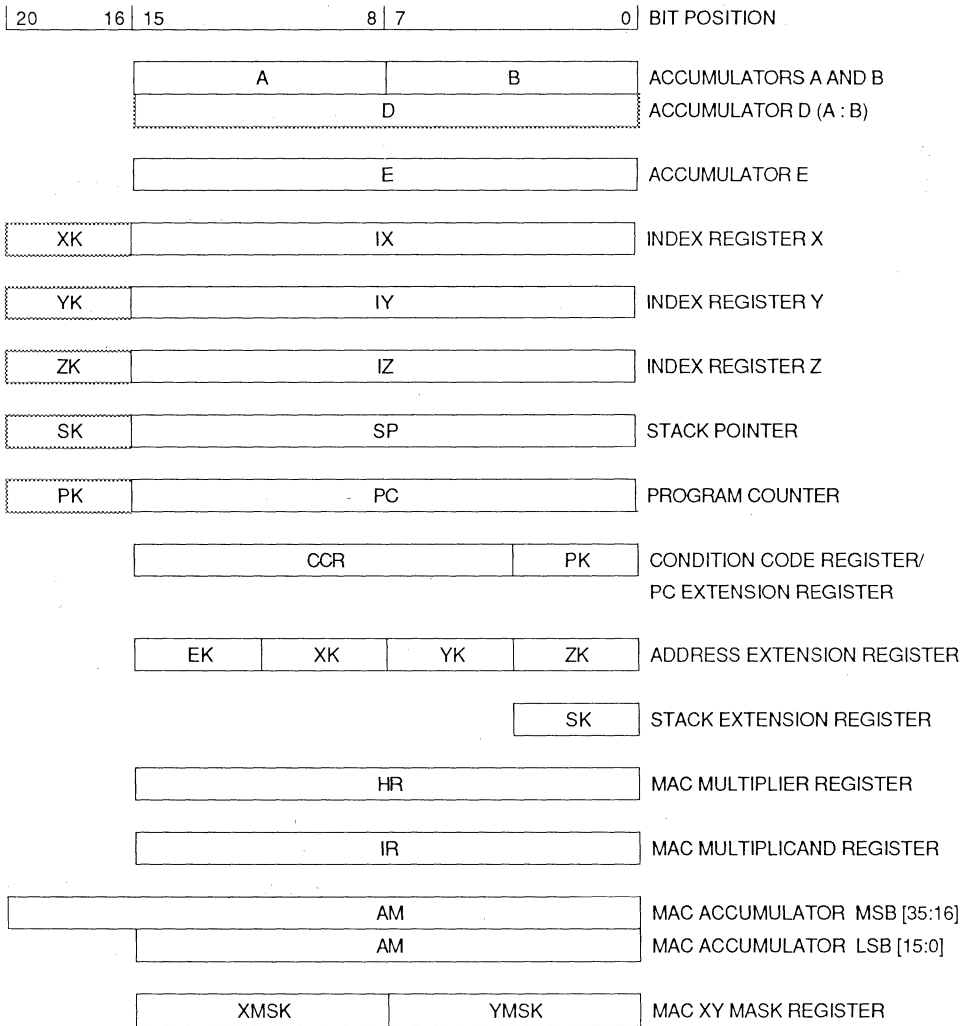 20 16 15 8 7 0 BIT POSITION
A B ACCUMULATORS A AND B
D ACCUMULATOR D (A : B)
E ACCUMULATOR E
XK IX INDEX REGISTER X
YK IY INDEX REGISTER Y
ZK IZ INDEX REGISTER Z
SK SP STACK POINTER
PK PC PROGRAM COUNTER
CCR PK CONDITION CODE REGISTER/
PC EXTENSION REGISTER
EK XK YK ZK ADDRESS EXTENSION REGISTER
SK STACK EXTENSION REGISTER
HR MAC MULTIPLIER REGISTER
IR MAC MULTIPLICAND REGISTER
AM MAC ACCUMULATOR MSB [35:16]
AM MAC ACCUMULATOR LSB [15:0]
XMSK YMSK MAC XY MASK REGISTER